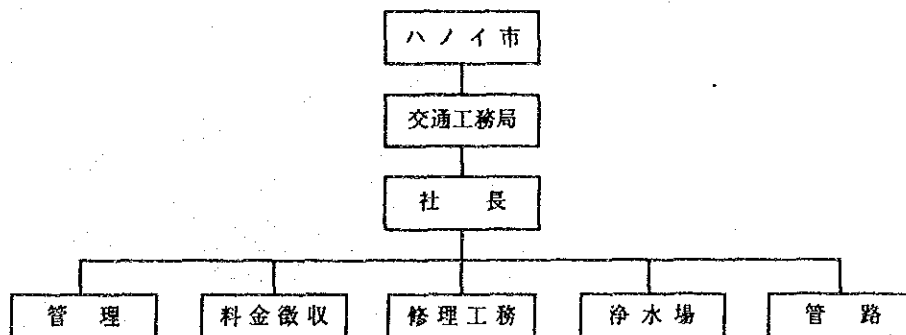 ハノイ市
交通工務局
社長
管理
料金徴収
修理工務
浄水場
管路